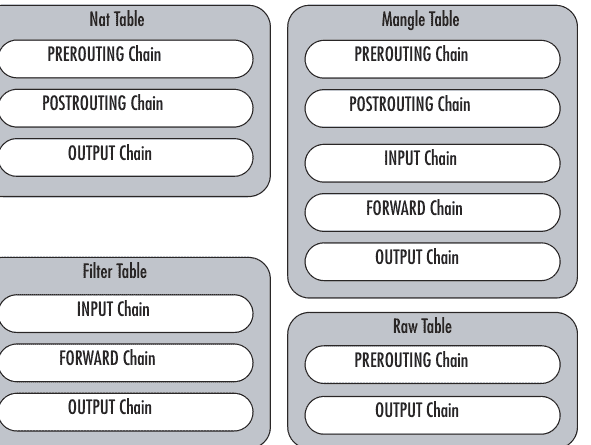 Nat Table
PREROUTING Chain
POSTROUTING Chain
OUTPUT Chain
Filter Table
INPUT Chain
FORWARD Chain
OUTPUT Chain
Mangle Table
PREROUTING Chain
POSTROUTING Chain
INPUT Chain
FORWARD Chain
OUTPUT Chain
Raw Table
PREROUTING Chain
OUTPUT Chain